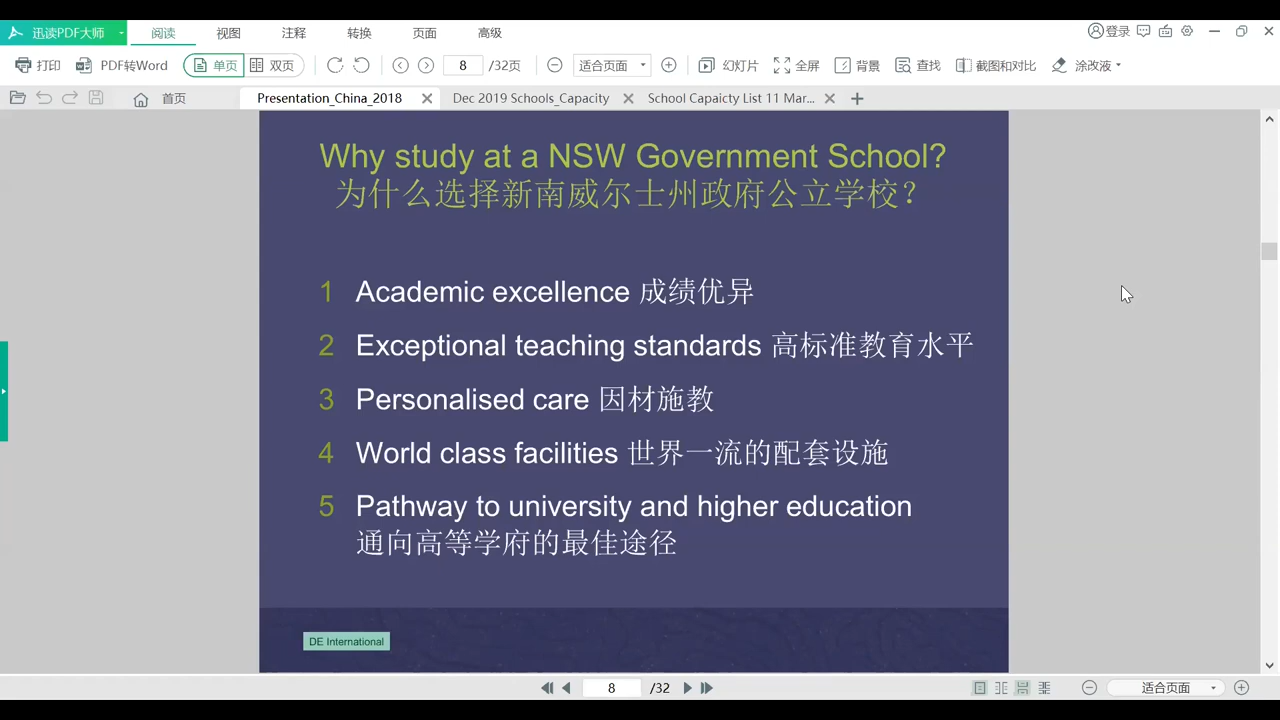 迅读PDF大师
阅读
视图
注释
转换
页面
高级
登录
打印
PDF转Word
单页
双页
8 /32页
适合页面
幻灯片
全屏
背景
查找
截图和对比
涂改液
首页
Presentation_China_2018
Dec 2019 Schools_Capacity
School Capaicty List 11 Mar...
Why study at a NSW Government School?
为什么选择新南威尔士州政府公立学校？
1 Academic excellence 成绩优异
2 Exceptional teaching standards 高标准教育水平
3 Personalised care 因材施教
4 World class facilities 世界一流的配套设施
5 Pathway to university and higher education
通向高等学府的最佳途径
DE International
8 /32
适合页面